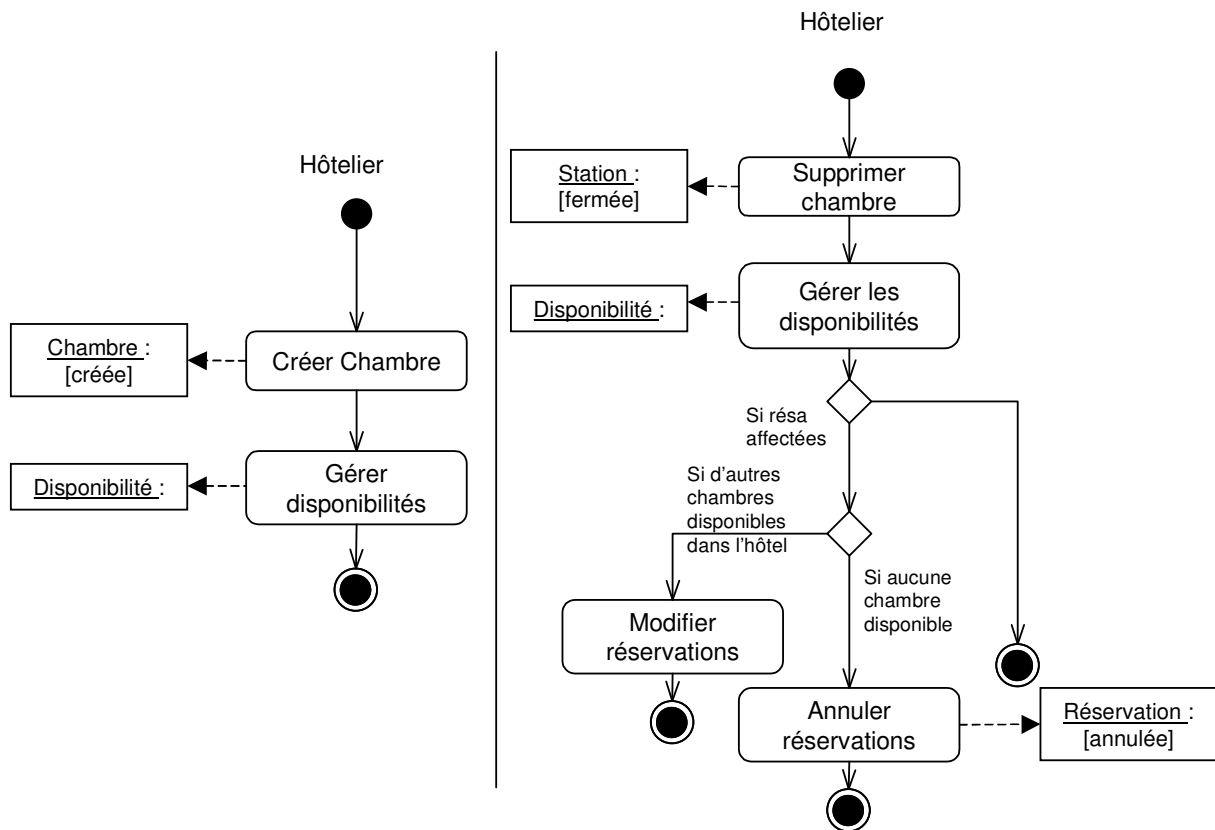 Hôtelier
Chambre :
[créée]
Créer Chambre
Disponibilité :
Gérer
disponibilités
Hôtelier
Station :
[fermée]
Supprimer
chambre
Disponibilité :
Gérer les
disponibilités
Si résa
affectées
Si d'autres
chambres
disponibles
dans l'hôtel
Si aucune
chambre
disponible
Modifier
réservations
Annuler
réservations
Réservation :
[annulée]